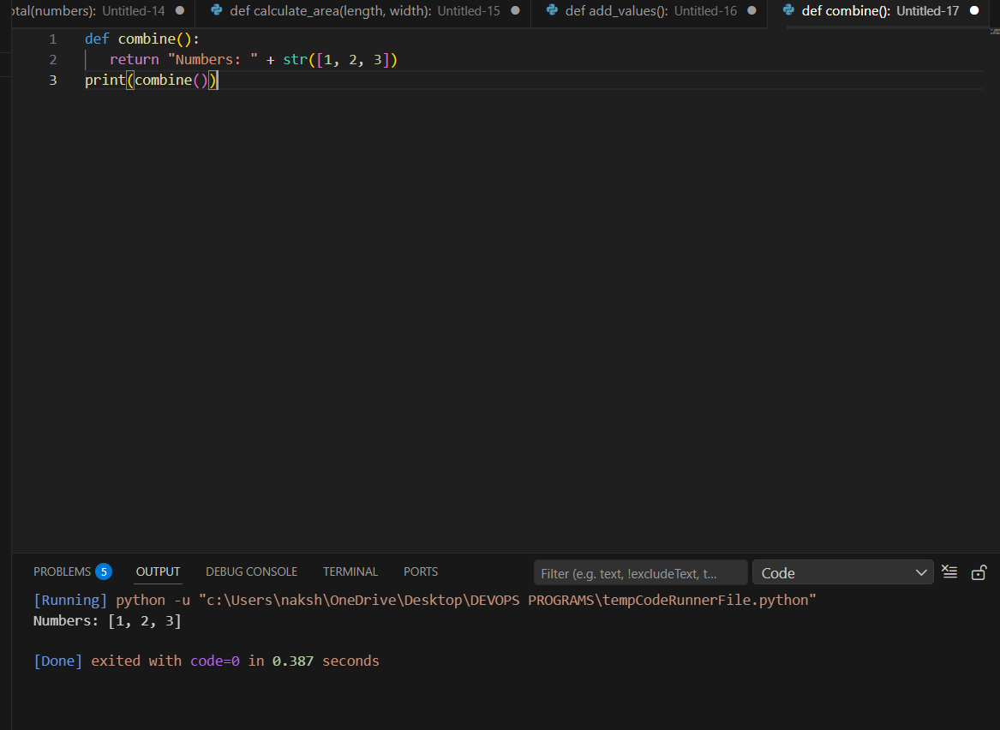 otal(numbers): Untitled-14 def calculate_area(length, width): Untitled-15 def add_values(): Untitled-16 def combine(): Untitled-17
1 def combine():
2 return "Numbers: " + str([1, 2, 3])
3 print(combine())
PROBLEMS 5 OUTPUT DEBUG CONSOLE TERMINAL PORTS Filter (e.g. text, !excludeText, t... Code
[Running] python -u "c:\Users\naksh\OneDrive\Desktop\DEVOPS PROGRAMS\tempCodeRunnerFile.python"
Numbers: [1, 2, 3]
[Done] exited with code=0 in 0.387 seconds